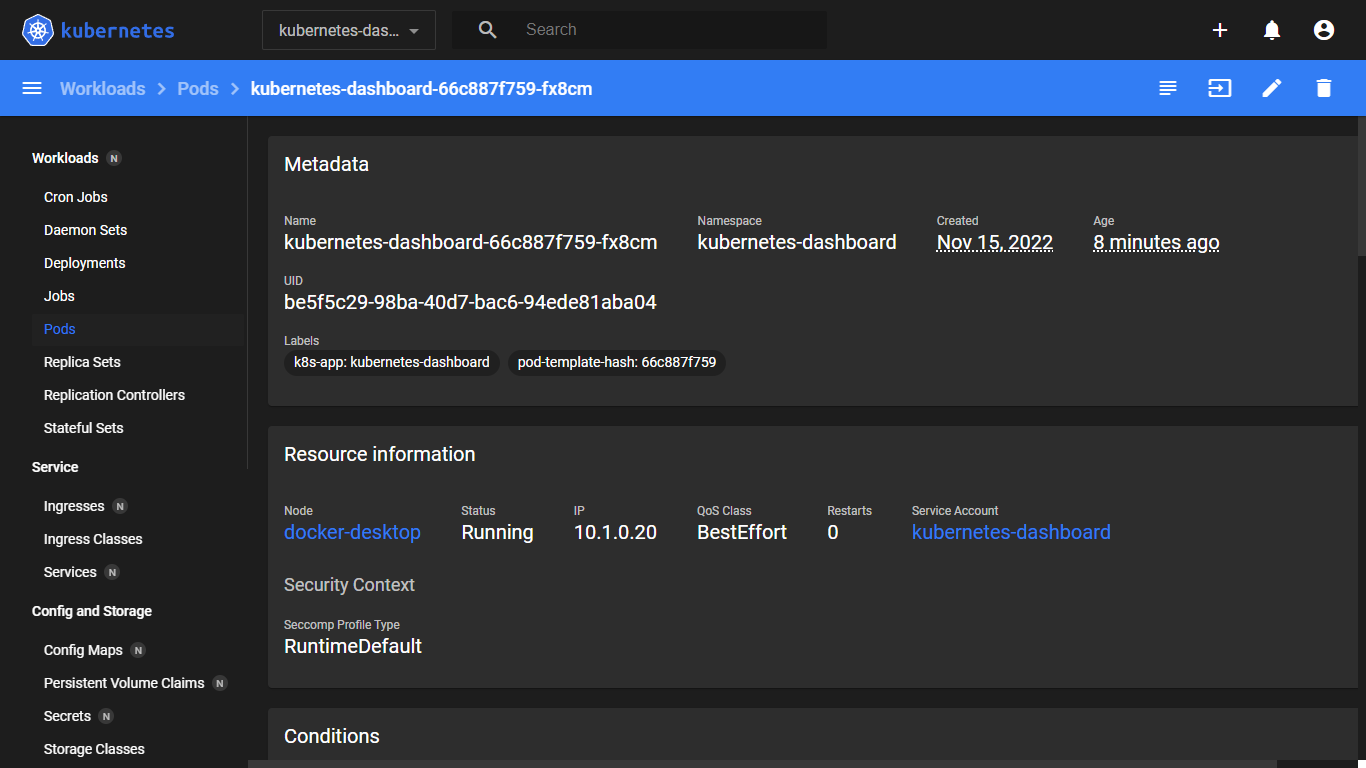 kubernetes
kubernetes-das...
Search
Workloads
Pods
kubernetes-dashboard-66c887f759-fx8cm
Workloads N
Cron Jobs
Daemon Sets
Deployments
Jobs
Pods
Replica Sets
Replication Controllers
Stateful Sets
Service
Ingresses N
Ingress Classes
Services N
Config and Storage
Config Maps N
Persistent Volume Claims N
Secrets N
Storage Classes
Metadata
Name
kubernetes-dashboard-66c887f759-fx8cm
Namespace
kubernetes-dashboard
Created
Nov 15, 2022
Age
8 minutes ago
UID
be5f5c29-98ba-40d7-bac6-94ede81aba04
Labels
k8s-app: kubernetes-dashboard
pod-template-hash: 66c887f759
Resource information
Node
docker-desktop
Status
Running
IP
10.1.0.20
QoS Class
BestEffort
Restarts
0
Service Account
kubernetes-dashboard
Security Context
Seccomp Profile Type
RuntimeDefault
Conditions